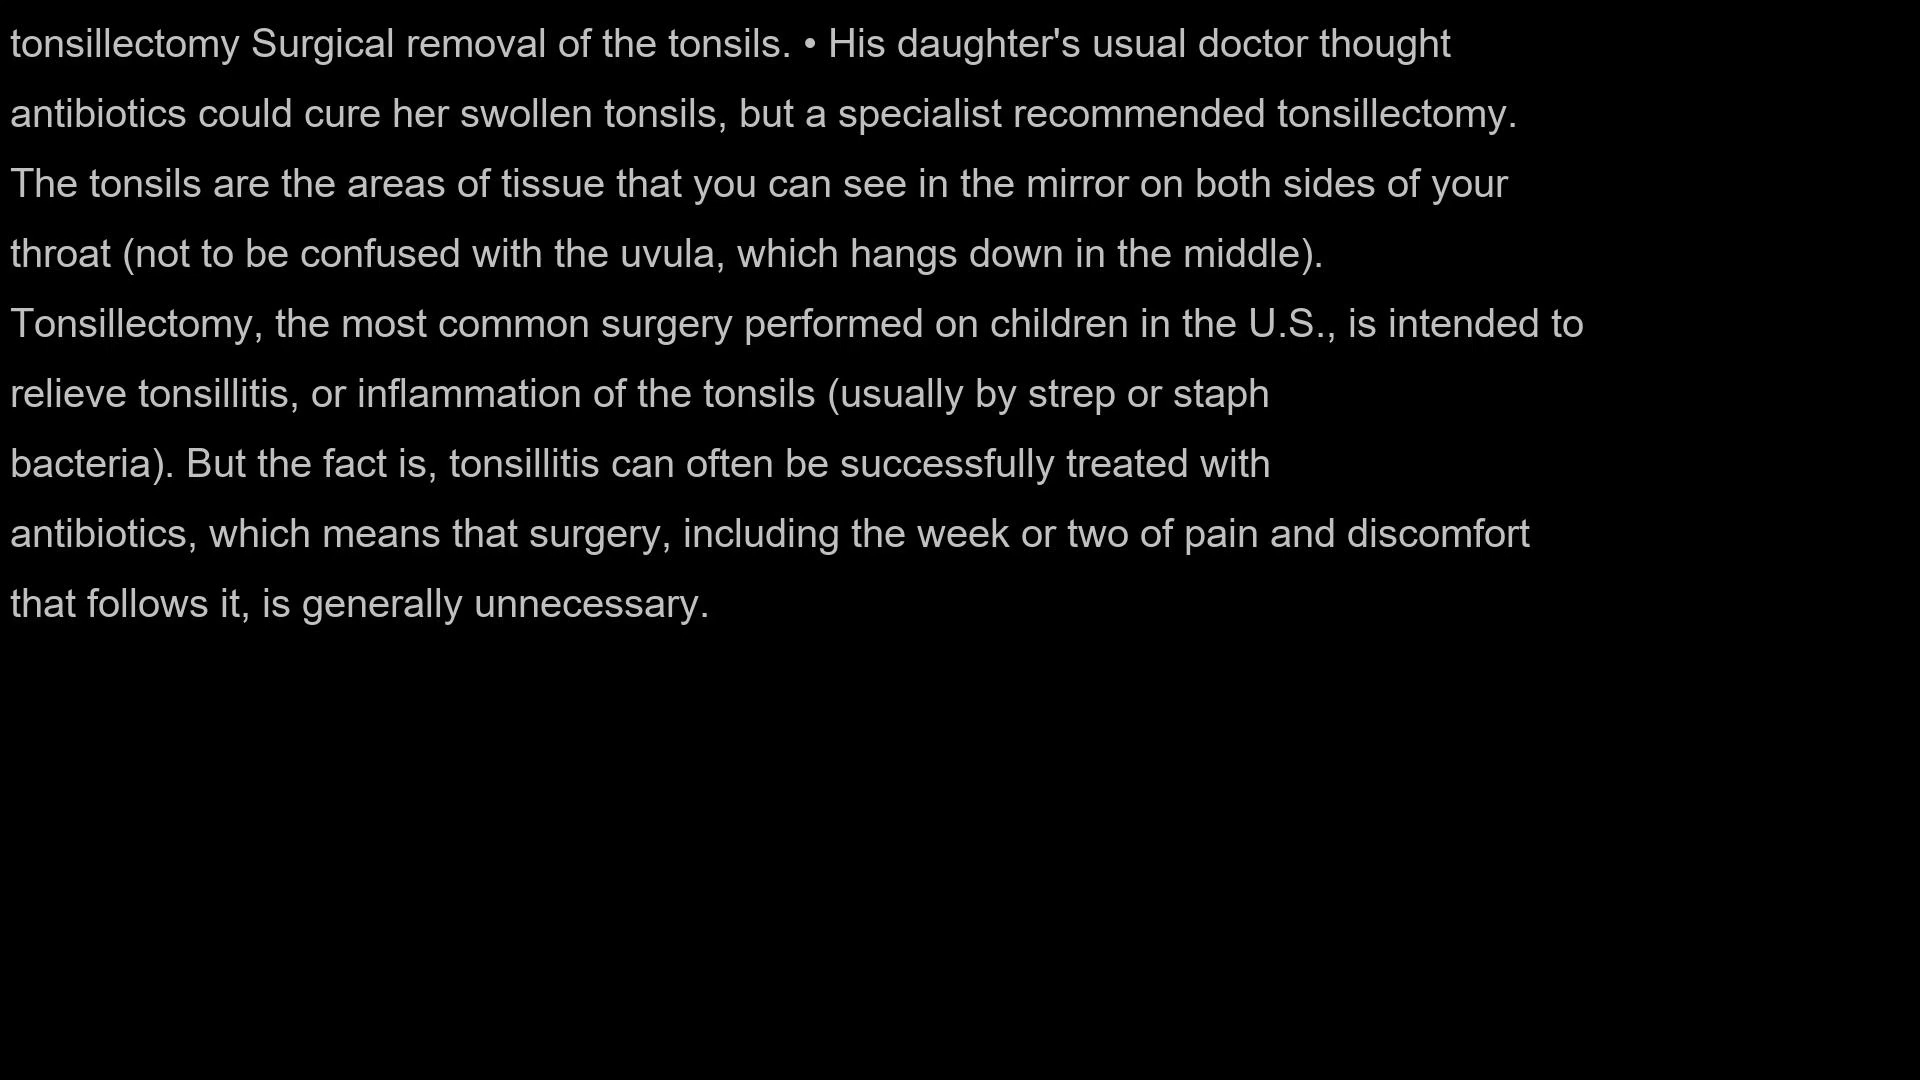 tonsillectomy Surgical removal of the tonsils. • His daughter's usual doctor thought
antibiotics could cure her swollen tonsils, but a specialist recommended tonsillectomy.
The tonsils are the areas of tissue that you can see in the mirror on both sides of your
throat (not to be confused with the uvula, which hangs down in the middle).
Tonsillectomy, the most common surgery performed on children in the U.S., is intended to
relieve tonsillitis, or inflammation of the tonsils (usually by strep or staph
bacteria). But the fact is, tonsillitis can often be successfully treated with
antibiotics, which means that surgery, including the week or two of pain and discomfort
that follows it, is generally unnecessary.